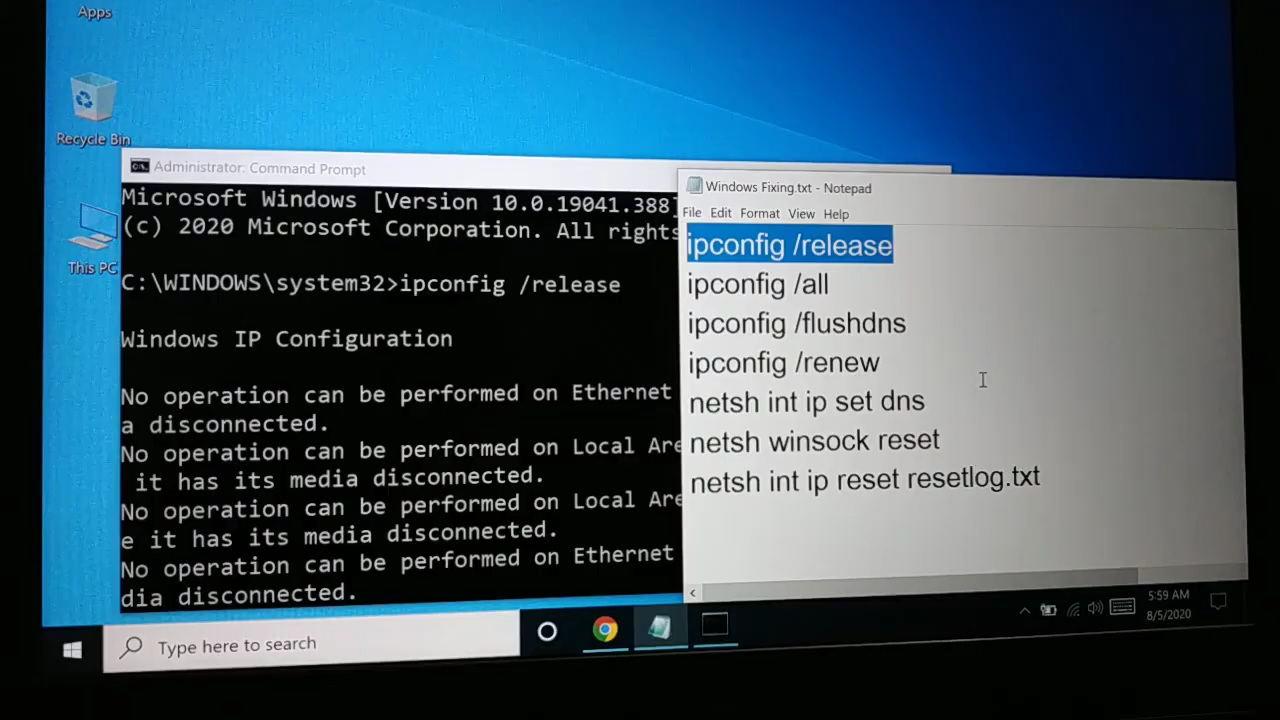 Apps
Recycle Bin
This PC
Administrator: Command Prompt
Microsoft Windows [Version 10.0.19041.388]
(c) 2020 Microsoft Corporation. All rights
C:\WINDOWS\system32>ipconfig /release
Windows IP Configuration
No operation can be performed on Ethernet
a disconnected.
No operation can be performed on Local Are
it has its media disconnected.
No operation can be performed on Local Are
e it has its media disconnected.
No operation can be performed on Ethernet
dia disconnected.
Windows Fixing.txt - Notepad
File Edit Format View Help
ipconfig /release
ipconfig /all
ipconfig /flushdns
ipconfig /renew
netsh int ip set dns
netsh winsock reset
netsh int ip reset resetlog.txt
Type here to search
5:59 AM
8/5/2020